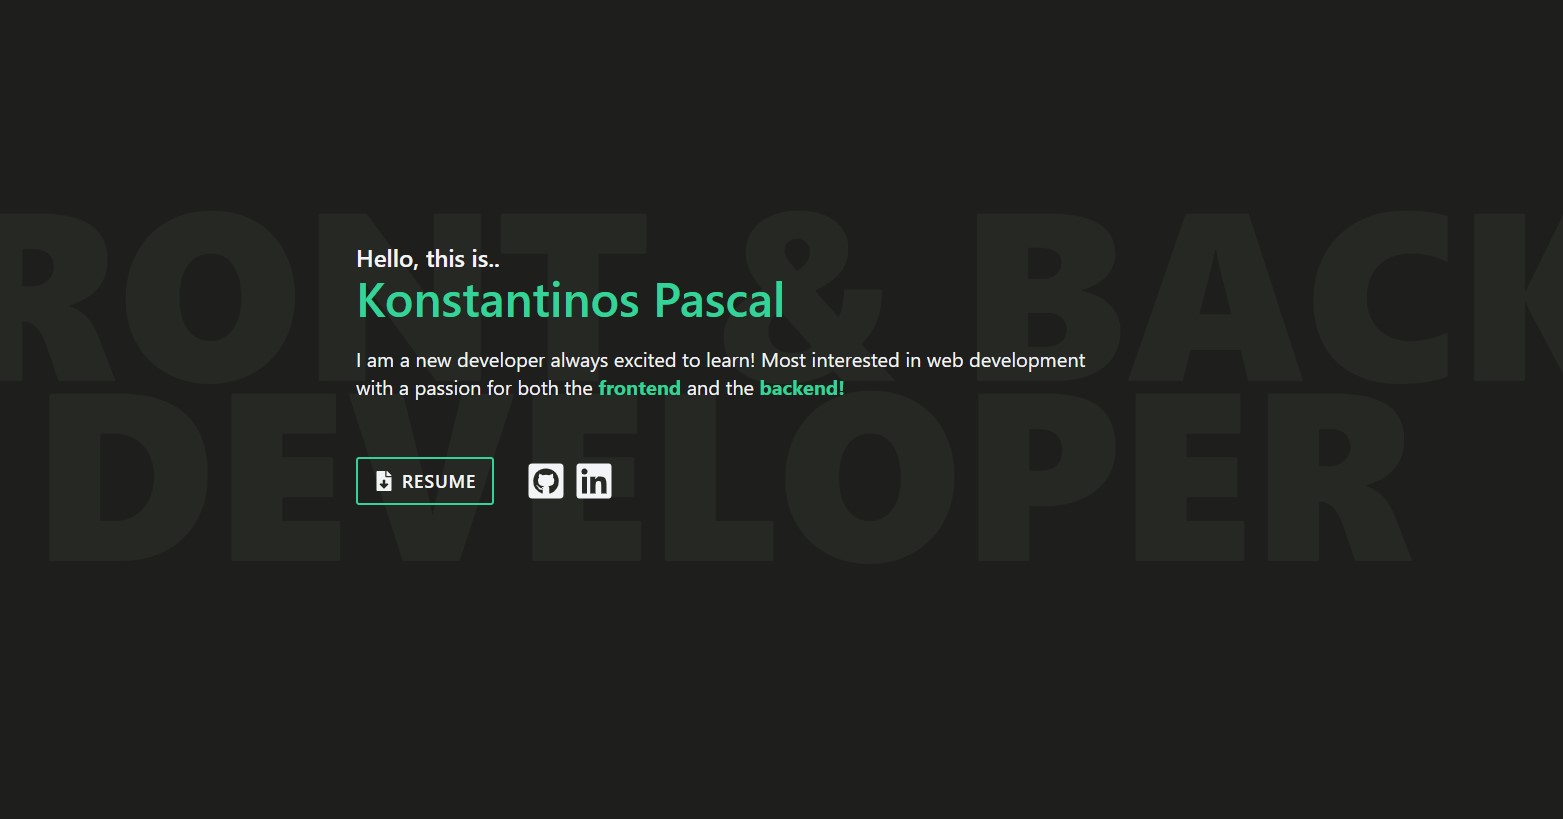 RONT & BACK
DEVELOPER
Hello, this is..
Konstantinos Pascal
I am a new developer always excited to learn! Most interested in web development
with a passion for both the frontend and the backend!
RESUME
in